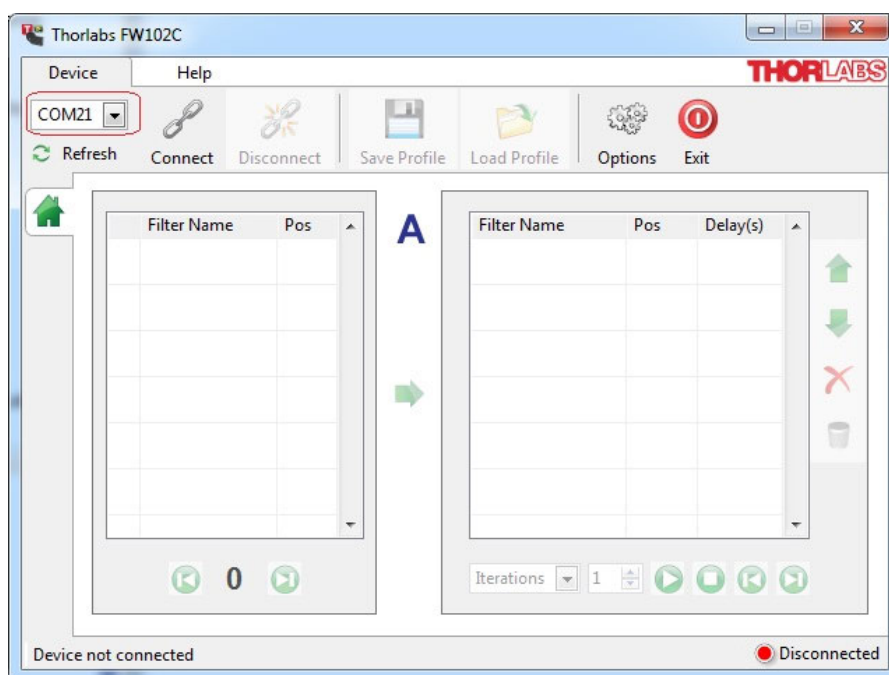 Thorlabs FW102C
Device Help
THORLABS
COM21
Refresh Connect Disconnect Save Profile Load Profile Options Exit
Filter Name Pos
A
Filter Name Pos Delay(s)
0
Iterations 1
Device not connected
Disconnected